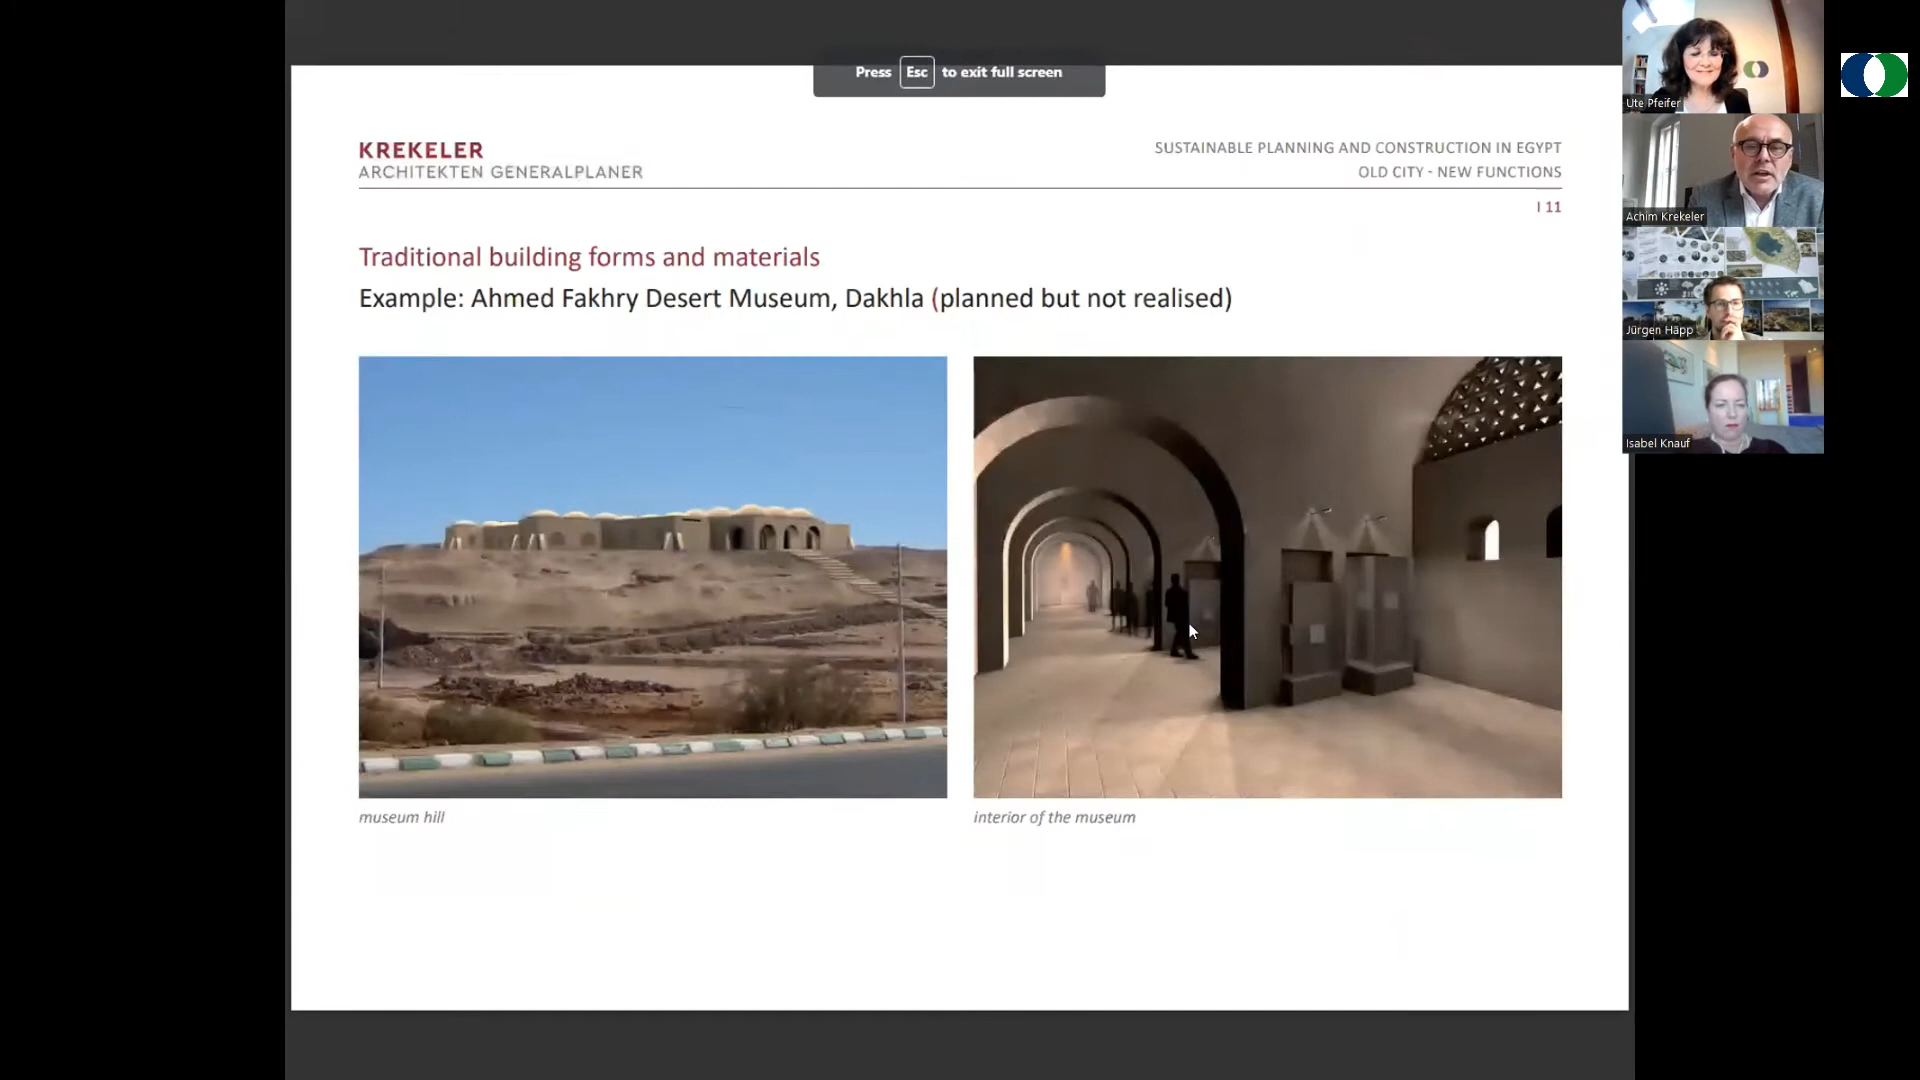 Press Esc to exit full screen
KREKELER
ARCHITEKTEN GENERALPLANER
SUSTAINABLE PLANNING AND CONSTRUCTION IN EGYPT
OLD CITY - NEW FUNCTIONS
I 11
Traditional building forms and materials
Example: Ahmed Fakhry Desert Museum, Dakhla (planned but not realised)
museum hill
interior of the museum
Ute Pfeifer
Achim Krekeler
Jürgen Häpp
Isabel Knauf